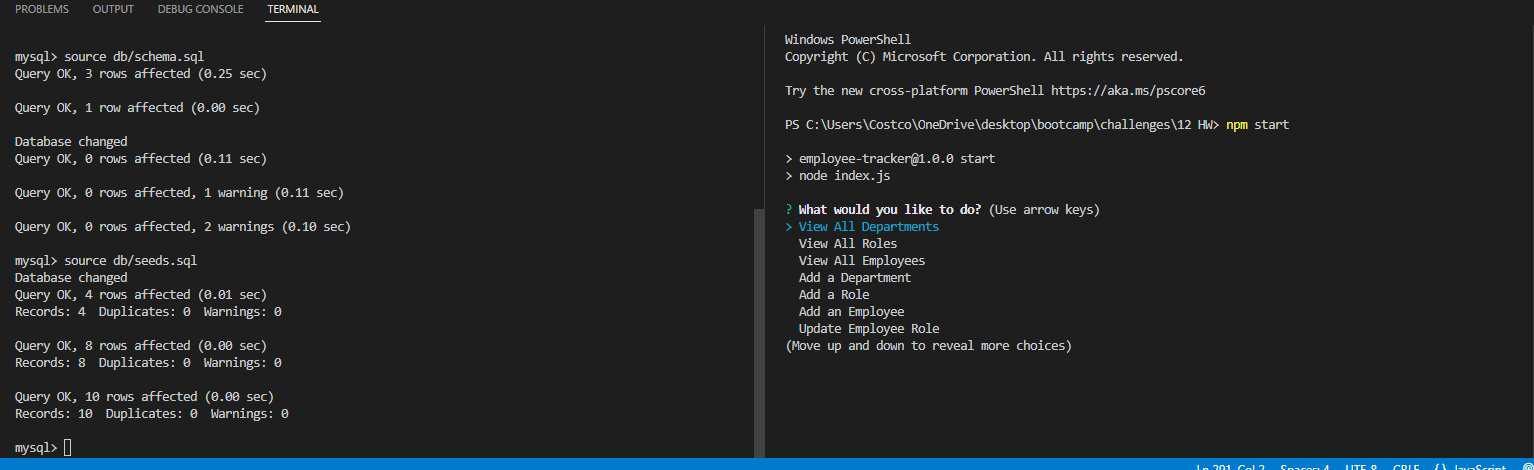 PROBLEMS OUTPUT DEBUG CONSOLE TERMINAL
mysql> source db/schema.sql
Query OK, 3 rows affected (0.25 sec)
Query OK, 1 row affected (0.00 sec)
Database changed
Query OK, 0 rows affected (0.11 sec)
Query OK, 0 rows affected, 1 warning (0.11 sec)
Query OK, 0 rows affected, 2 warnings (0.10 sec)
mysql> source db/seeds.sql
Database changed
Query OK, 4 rows affected (0.01 sec)
Records: 4  Duplicates: 0  Warnings: 0
Query OK, 8 rows affected (0.00 sec)
Records: 8  Duplicates: 0  Warnings: 0
Query OK, 10 rows affected (0.00 sec)
Records: 10  Duplicates: 0  Warnings: 0
mysql>
Windows PowerShell
Copyright (C) Microsoft Corporation. All rights reserved.
Try the new cross-platform PowerShell https://aka.ms/pscore6
PS C:\Users\Costco\OneDrive\desktop\bootcamp\challenges\12 HW> npm start
> employee-tracker@1.0.0 start
> node index.js
? What would you like to do? (Use arrow keys)
> View All Departments
View All Roles
View All Employees
Add a Department
Add a Role
Add an Employee
Update Employee Role
(Move up and down to reveal more choices)
Ln 291, Col 2 Spaces: 4 UTF-8 CRLF {} JavaScript